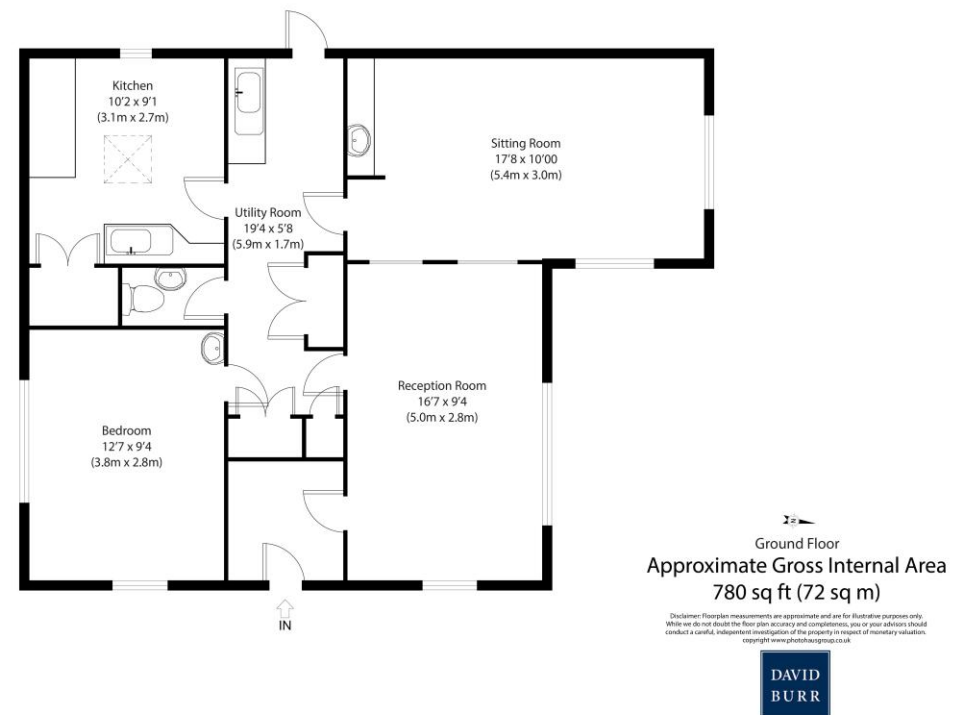 Kitchen
10'2 x 9'1
(3.1m x 2.7m)
Sitting Room
17'8 x 10'00
(5.4m x 3.0m)
Utility Room
19'4 x 5'8
(5.9m x 1.7m)
Reception Room
16'7 x 9'4
(5.0m x 2.8m)
Bedroom
12'7 x 9'4
(3.8m x 2.8m)
IN
N
Ground Floor
Approximate Gross Internal Area
780 sq ft (72 sq m)
Disclaimer: Floorplan measurements are approximate and are for illustrative purposes only.
While we do not doubt the floor plan accuracy and completeness, you or your advisors should
conduct a careful, independent investigation of the property in respect of monetary valuation.
copyright www.photohausgroup.co.uk
DAVID
BURR